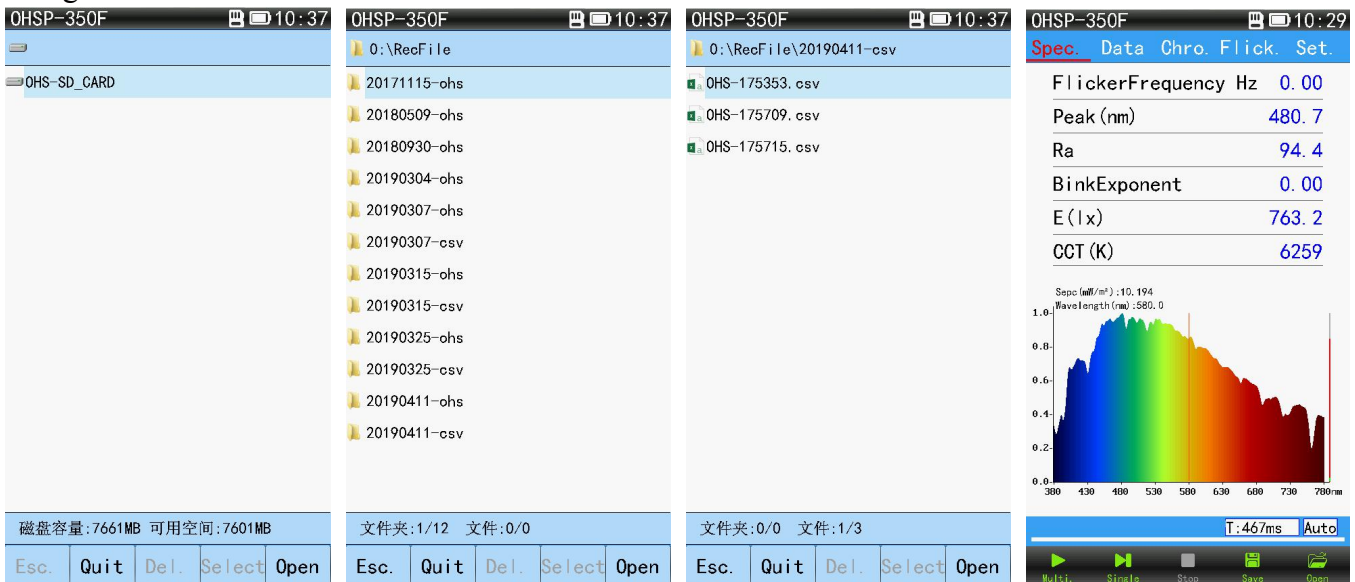 OHSP-350F 10:37
OHS-SD_CARD
磁盘容量:7661MB 可用空间:7601MB
Esc. Quit Del. Select Open
OHSP-350F 10:37
0:\RecFile
20171115-ohs
20180509-ohs
20180930-ohs
20190304-ohs
20190307-ohs
20190307-csv
20190315-ohs
20190315-csv
20190325-ohs
20190325-csv
20190411-ohs
20190411-csv
文件夹:1/12 文件:0/0
Esc. Quit Del. Select Open
OHSP-350F 10:37
0:\RecFile\20190411-csv
OHS-175353.csv
OHS-175709.csv
OHS-175715.csv
文件夹:0/0 文件:1/3
Esc. Quit Del. Select Open
OHSP-350F 10:29
Spec. Data Chro. Flick. Set.
FlickerFrequency Hz 0.00
Peak(nm) 480.7
Ra 94.4
BinkExponent 0.00
E(lx) 763.2
CCT(K) 6259
Sepc(mW/m²):10.194
Wavelength(nm):580.0
1.0
0.8
0.6
0.4
0.2
0.0
380 430 480 530 580 630 680 730 780nm
T:467ms Auto
Multi. Single Stop Save Open